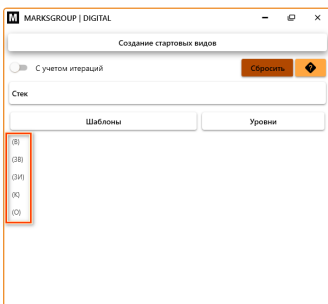 M MARKSGROUP | DIGITAL
Создание стартовых видов
С учетом итераций
Сбросить
?
Стек
Шаблоны
Уровни
(В)
(ЗВ)
(ЗИ)
(К)
(О)